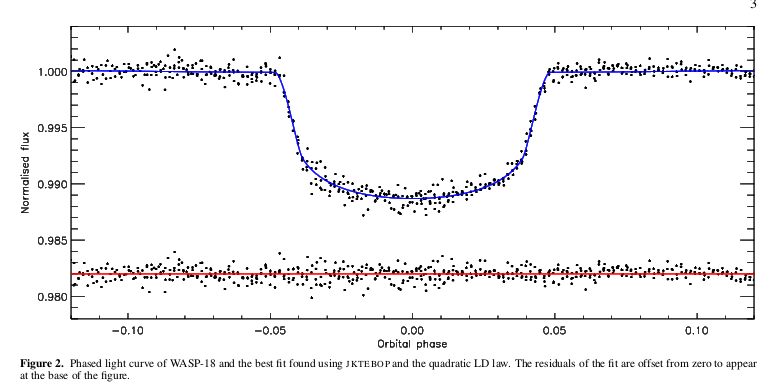 3
1.000
0.995
0.990
0.985
0.980
Normalised flux
−0.10 −0.05 0.00 0.05 0.10
Orbital phase
Figure 2. Phased light curve of WASP-18 and the best fit found using JKTEBOP and the quadratic LD law. The residuals of the fit are offset from zero to appear
at the base of the figure.